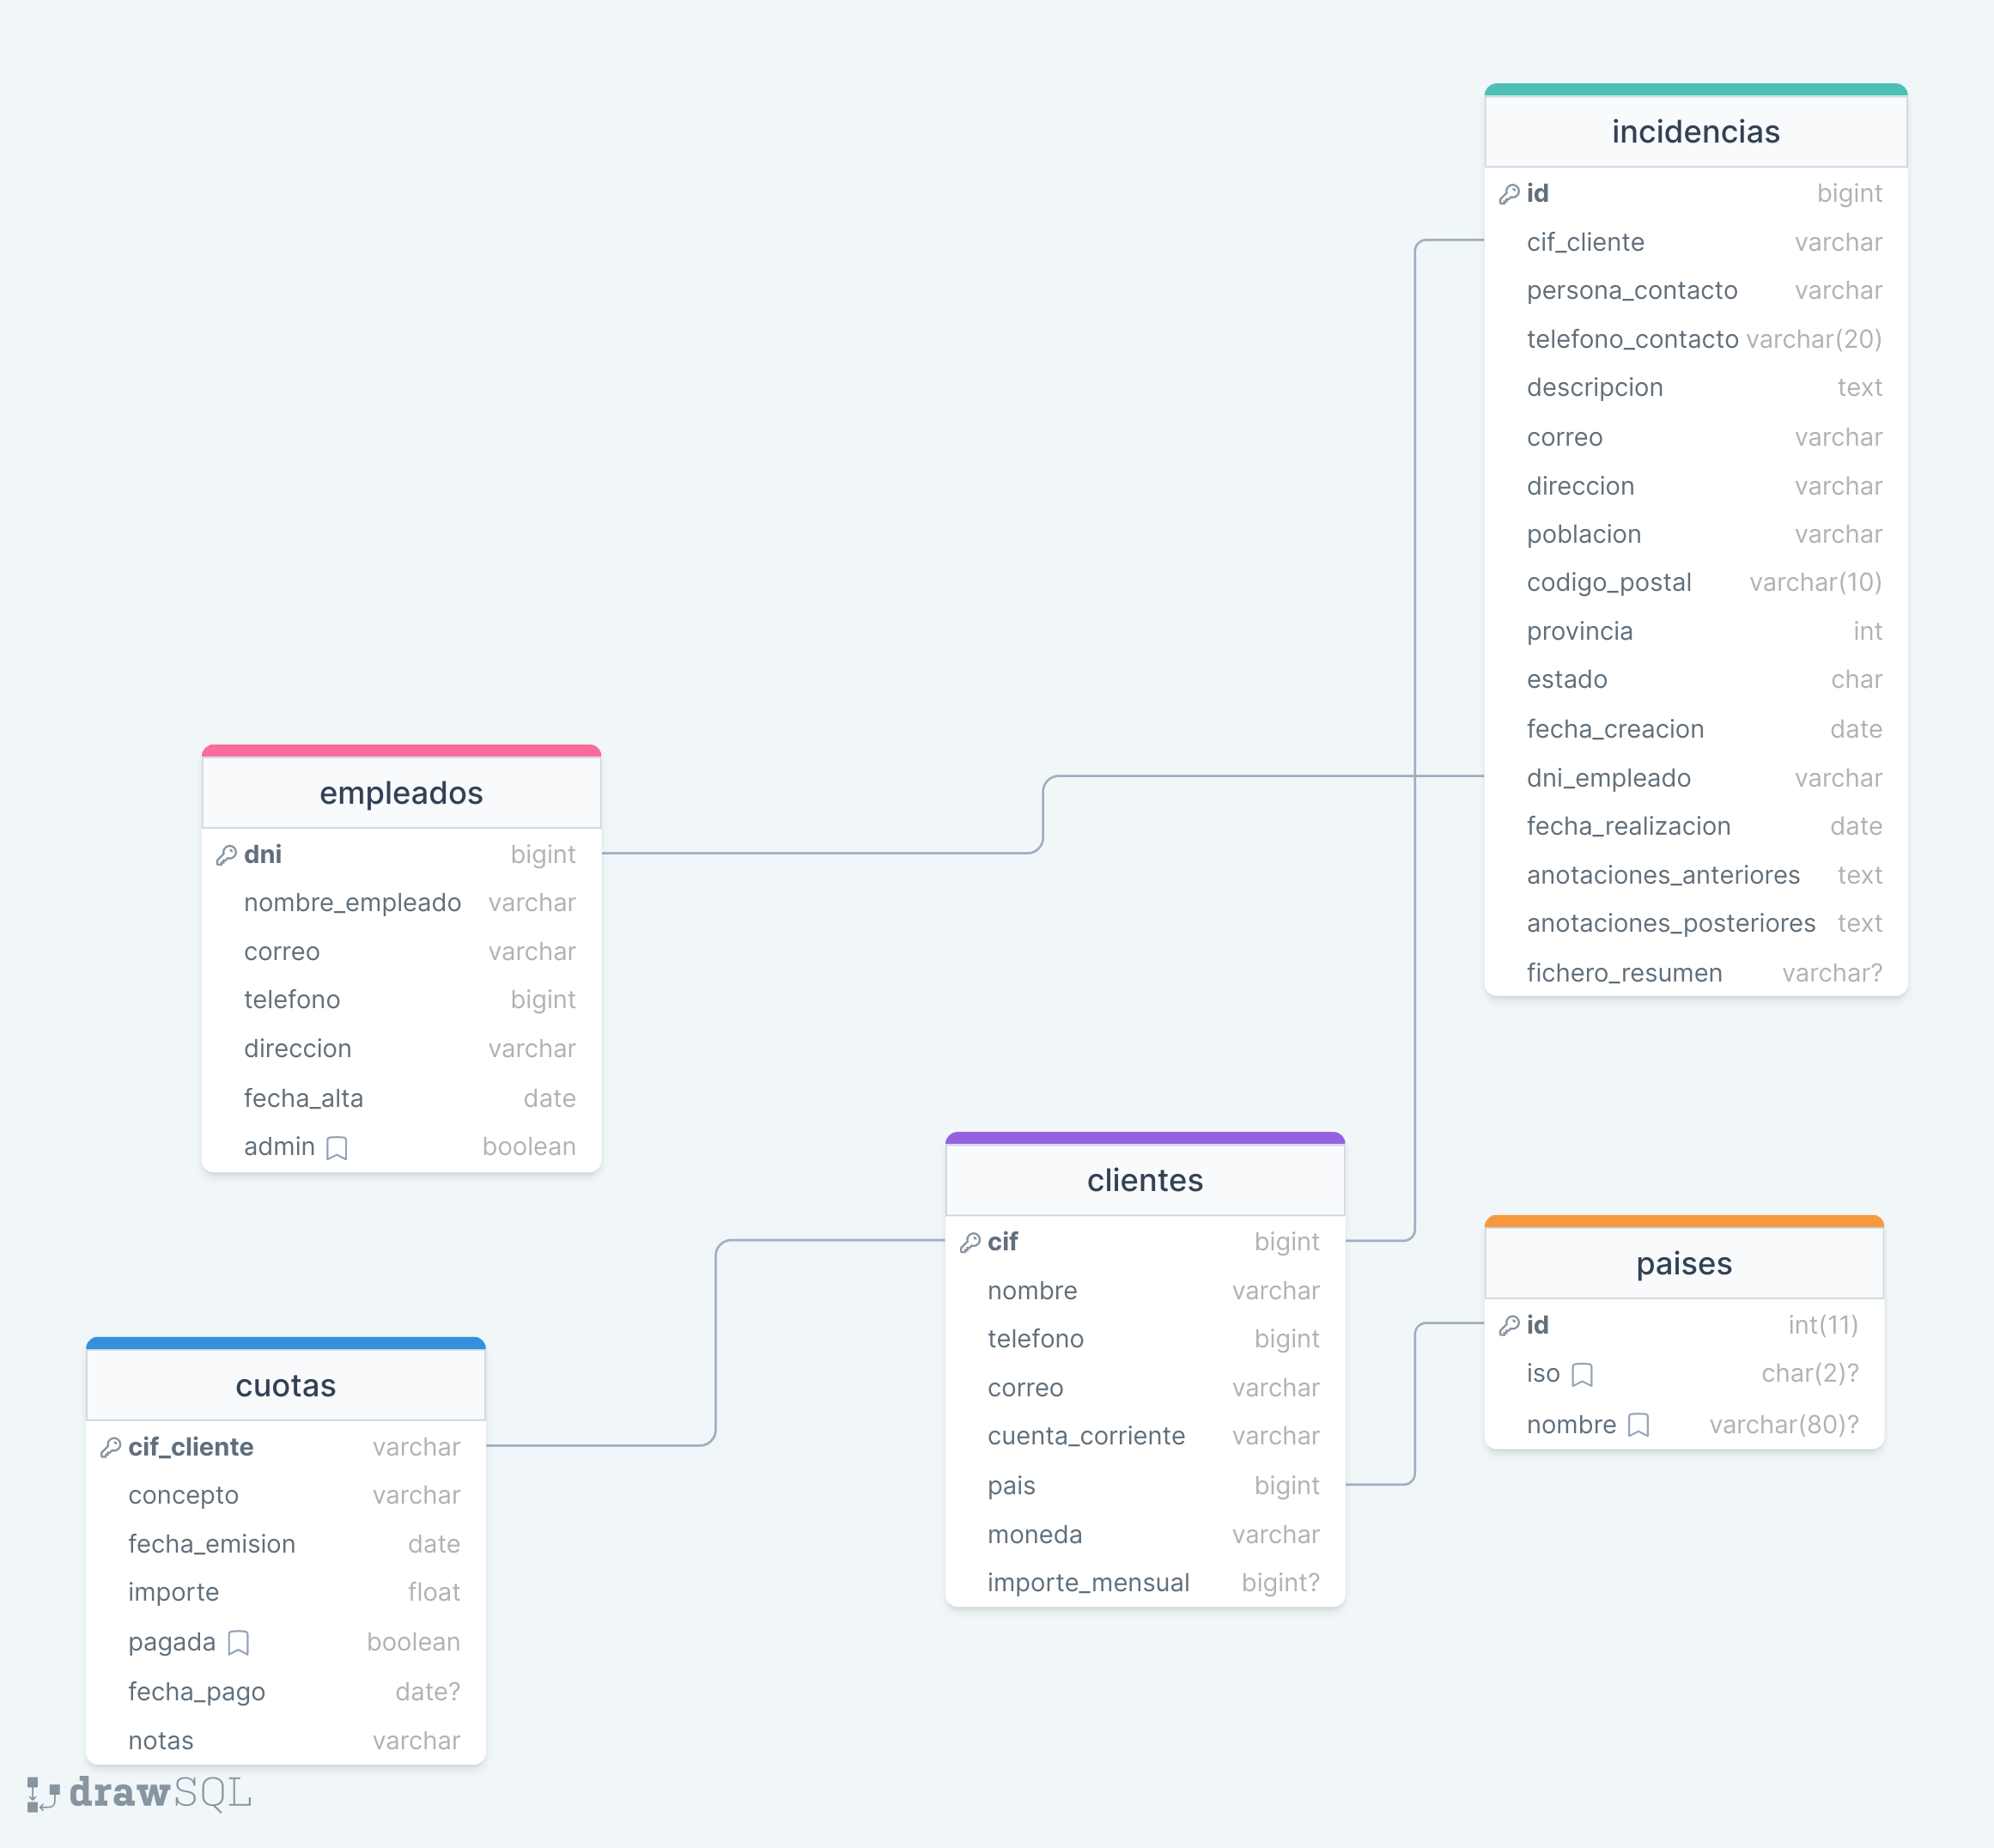 incidencias
id bigint
cif_cliente varchar
persona_contacto varchar
telefono_contacto varchar(20)
descripcion text
correo varchar
direccion varchar
poblacion varchar
codigo_postal varchar(10)
provincia int
estado char
fecha_creacion date
dni_empleado varchar
fecha_realizacion date
anotaciones_anteriores text
anotaciones_posteriores text
fichero_resumen varchar?
empleados
dni bigint
nombre_empleado varchar
correo varchar
telefono bigint
direccion varchar
fecha_alta date
admin boolean
clientes
cif bigint
nombre varchar
telefono bigint
correo varchar
cuenta_corriente varchar
pais bigint
moneda varchar
importe_mensual bigint?
paises
id int(11)
iso char(2)?
nombre varchar(80)?
cuotas
cif_cliente varchar
concepto varchar
fecha_emision date
importe float
pagada boolean
fecha_pago date?
notas varchar
drawSQL